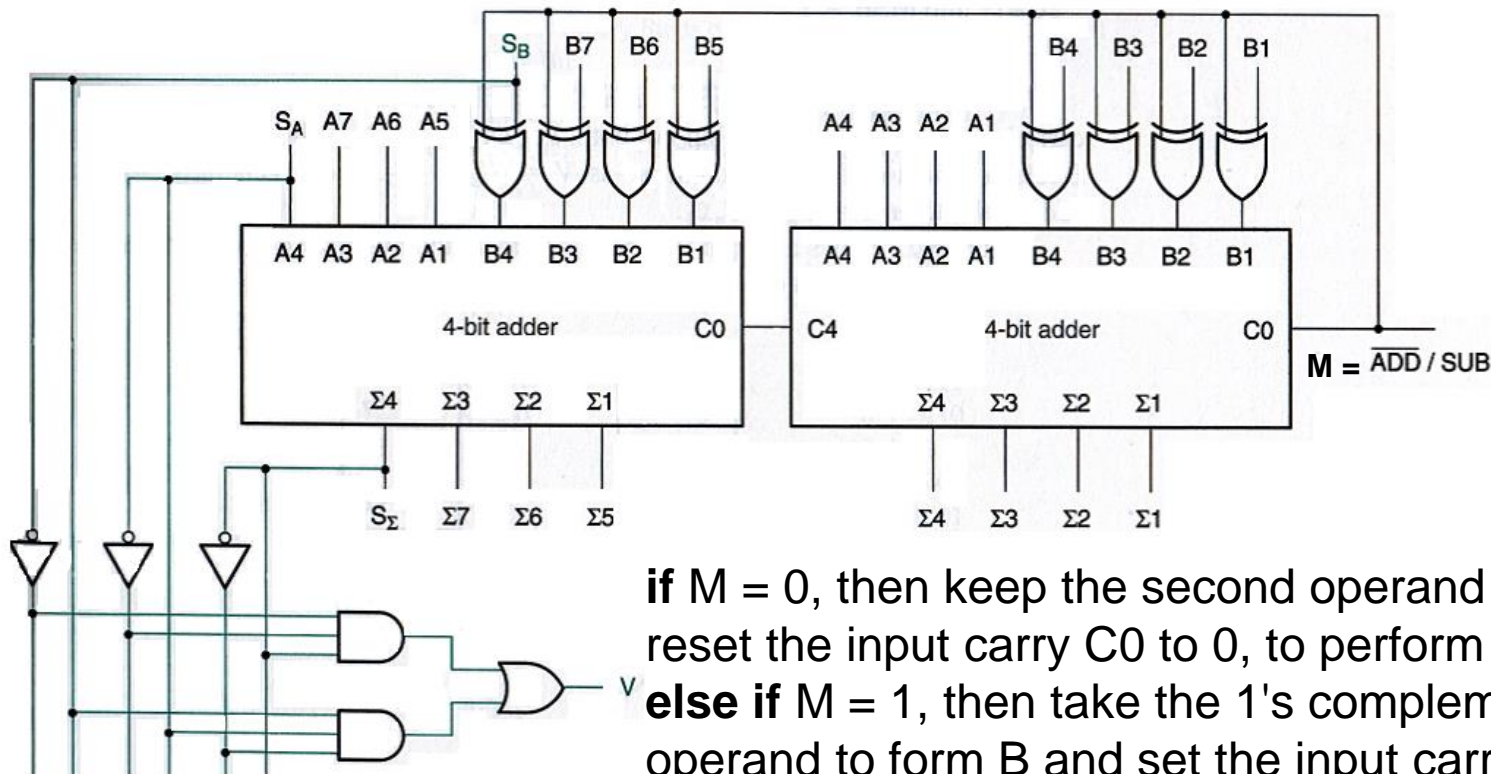 S_B B7 B6 B5 B4 B3 B2 B1
S_A A7 A6 A5 A4 A3 A2 A1
A4 A3 A2 A1 B4 B3 B2 B1 A4 A3 A2 A1 B4 B3 B2 B1
4-bit adder C0 C4 4-bit adder C0
M = \overline{ADD} / SUB
Σ4 Σ3 Σ2 Σ1 Σ4 Σ3 Σ2 Σ1
S_Σ Σ7 Σ6 Σ5 Σ4 Σ3 Σ2 Σ1
if M = 0, then keep the second operand
reset the input carry C0 to 0, to perform
V
else if M = 1, then take the 1's complem
operand to form B and set the input carr